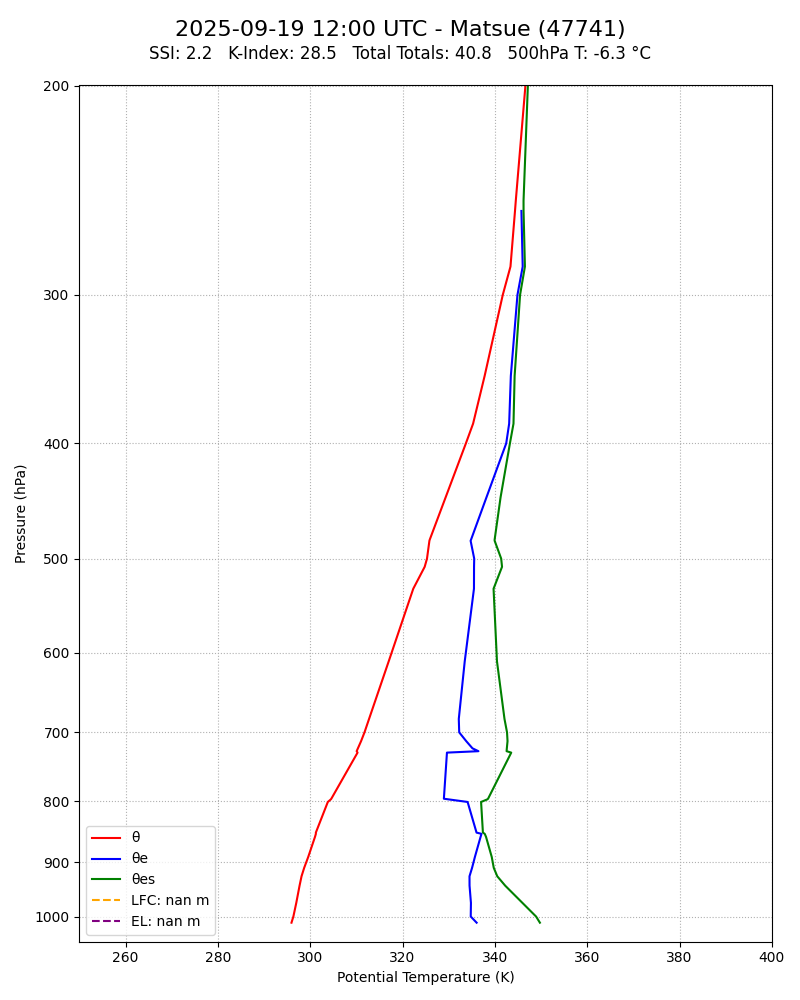 2025-09-19 12:00 UTC - Matsue (47741)
SSI: 2.2   K-Index: 28.5   Total Totals: 40.8   500hPa T: -6.3 °C
200
300
400
500
600
700
800
900
1000
Pressure (hPa)
θ
θe
θes
LFC: nan m
EL: nan m
260
280
300
320
340
360
380
400
Potential Temperature (K)